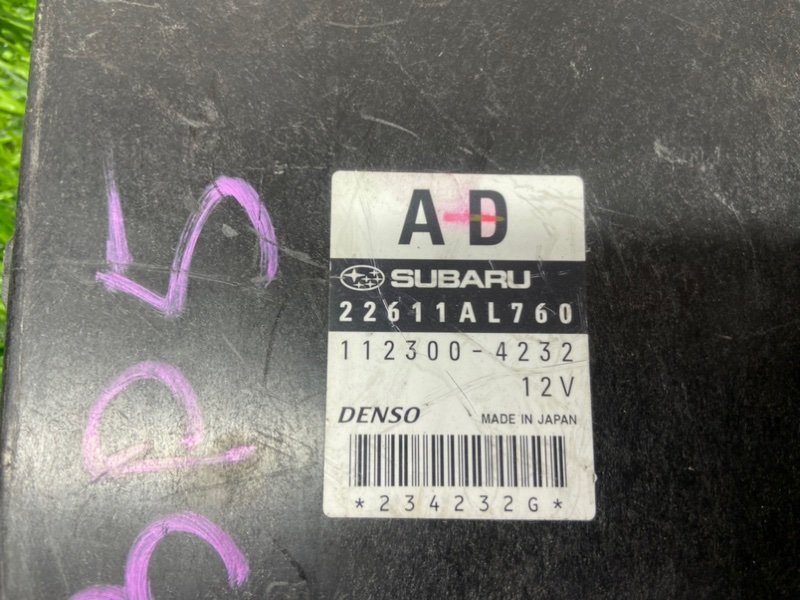 A D
SUBARU
22611AL760
112300-4232
12V
DENSO MADE IN JAPAN
*234232G*